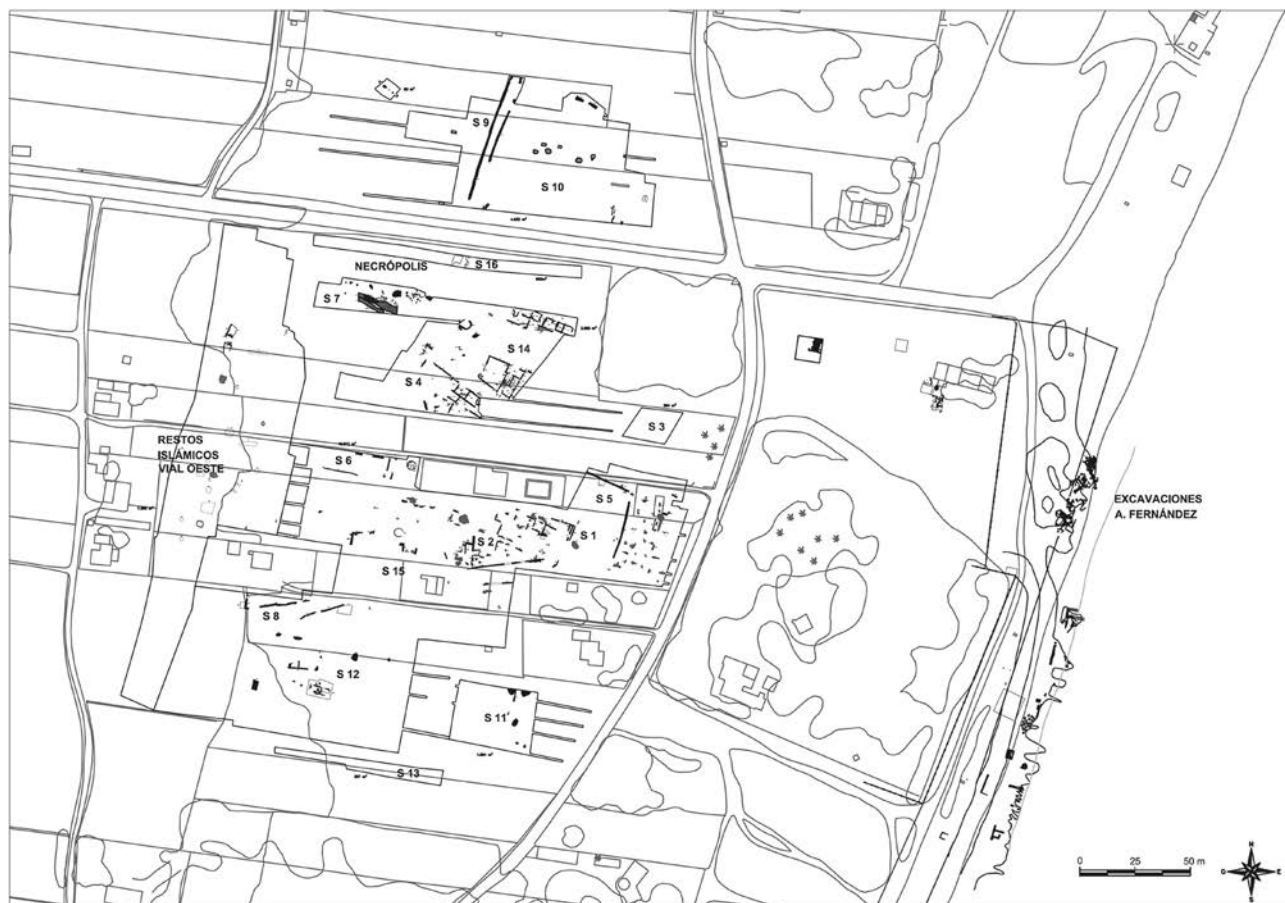 S 9
S 10
NECRÓPOLIS
S 16
S 7
S 14
S 4
S 3
RESTOS
ISLÁMICOS
VIAL OESTE
S 6
S 5
EXCAVACIONES
A. FERNÁNDEZ
S 2
S 1
S 15
S 8
S 12
S 11
S 13
0 25 50 m
N
O E
S